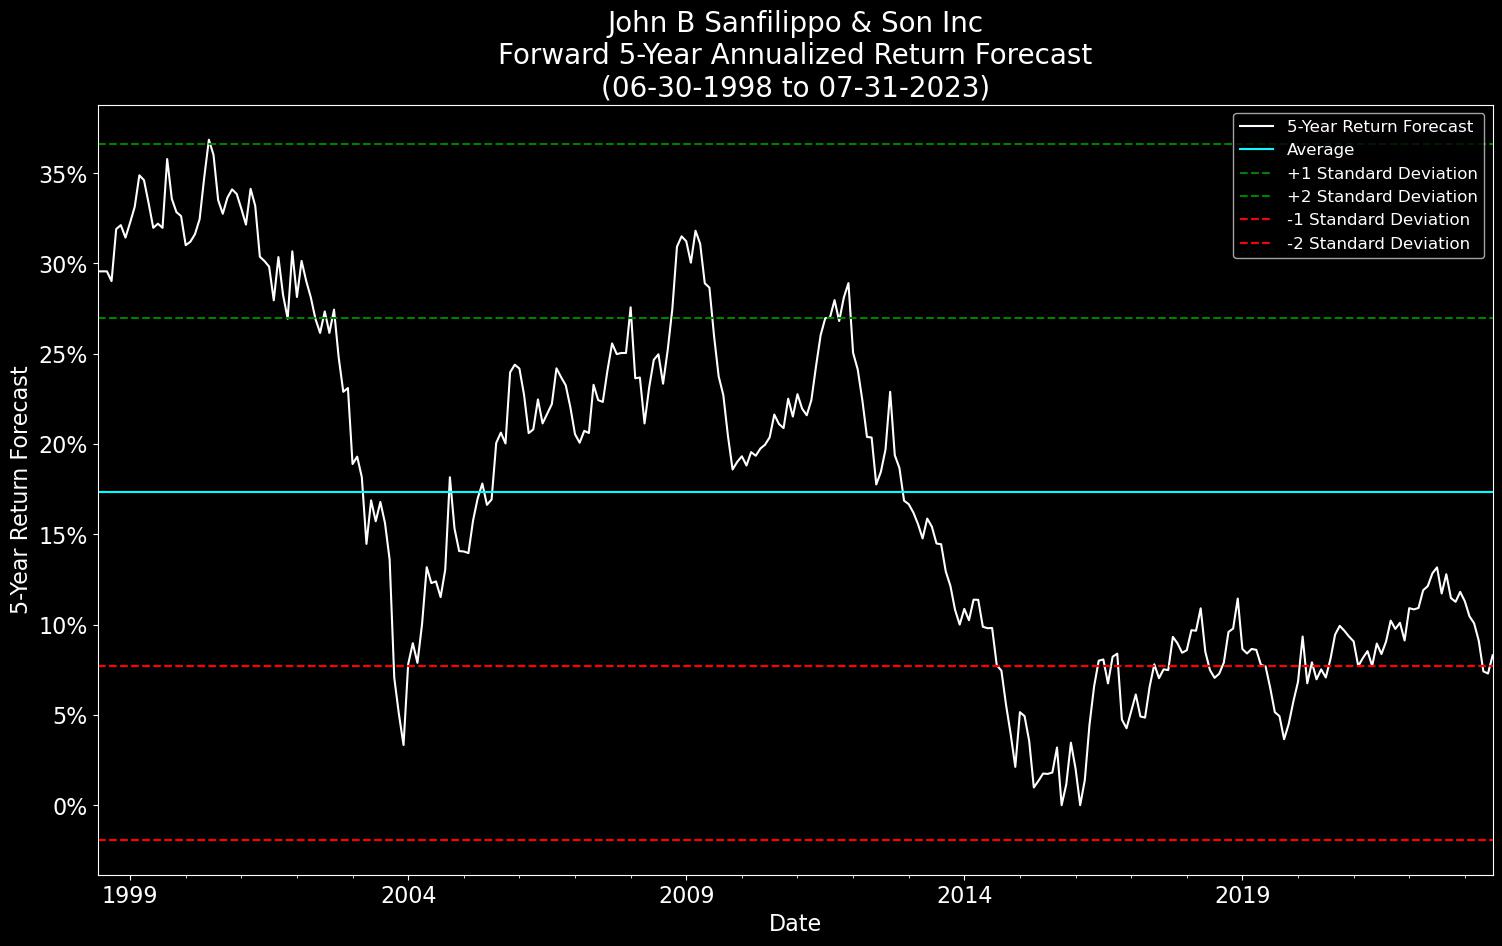 John B Sanfilippo & Son Inc
Forward 5-Year Annualized Return Forecast
(06-30-1998 to 07-31-2023)
5-Year Return Forecast
Average
+1 Standard Deviation
+2 Standard Deviation
-1 Standard Deviation
-2 Standard Deviation
35%
30%
25%
20%
15%
10%
5%
0%
5-Year Return Forecast
1999
2004
2009
2014
2019
Date